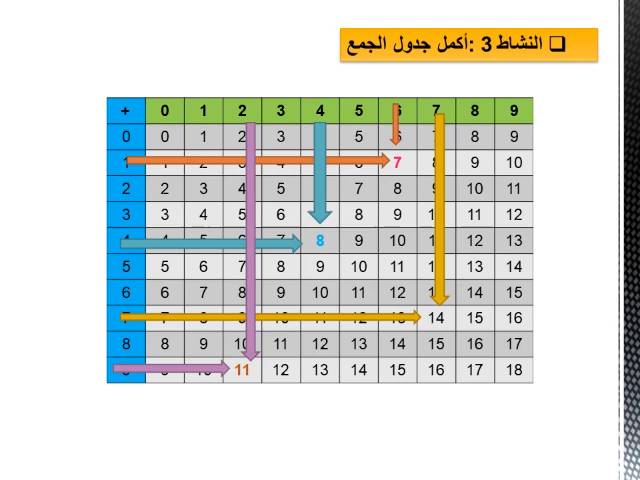 ❑ النشاط 3 :أكمل جدول الجمع
+ 0 1 2 3 4 5 6 7 8 9
0 0 1 2 3 5 6 7 8 9
1 7 8 9 10
2 2 3 4 5 7 8 9 10 11
3 3 4 5 6 8 9 11 12
8 9 10 12 13
5 5 6 7 8 9 10 11 13 14
6 6 7 8 9 10 11 12 14 15
14 15 16
8 8 9 10 11 12 13 14 15 16 17
11 12 13 14 15 16 17 18